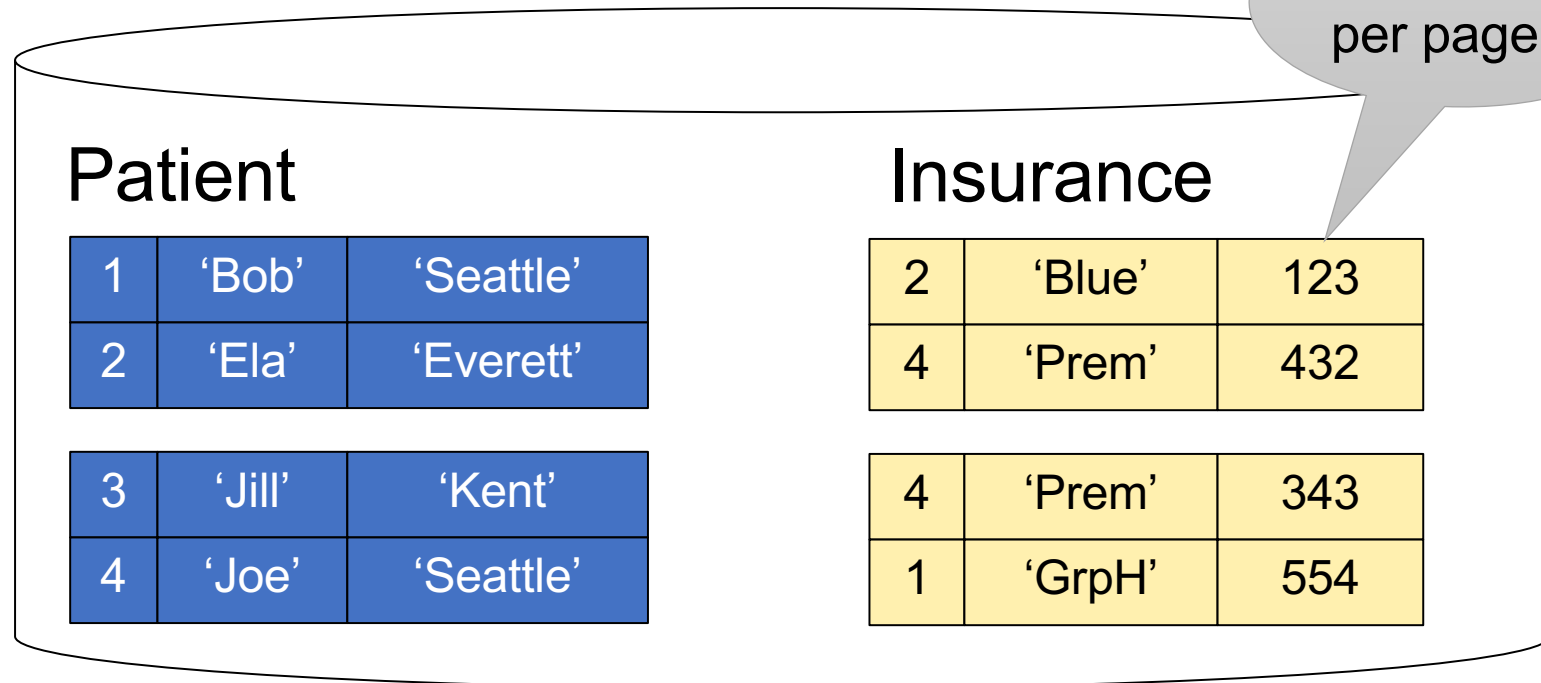 per page
Patient
Insurance
1 ‘Bob’ ‘Seattle’
2 ‘Ela’ ‘Everett’
3 ‘Jill’ ‘Kent’
4 ‘Joe’ ‘Seattle’
2 ‘Blue’ 123
4 ‘Prem’ 432
4 ‘Prem’ 343
1 ‘GrpH’ 554